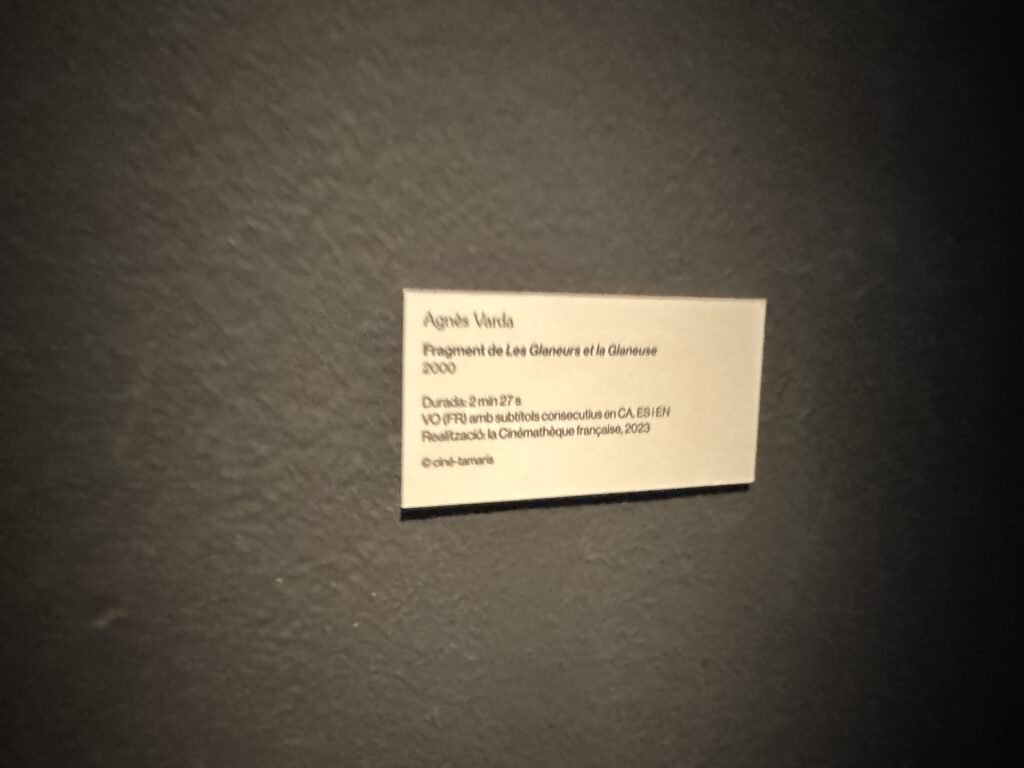 Agnès Varda
Fragment de Les Glaneurs et la Glaneuse
2000
Durada: 2 min 27 s
VO (FR) amb subtítols consecutius en CA, ES i EN
Realització: la Cinémathèque française, 2023
© ciné-tamaris